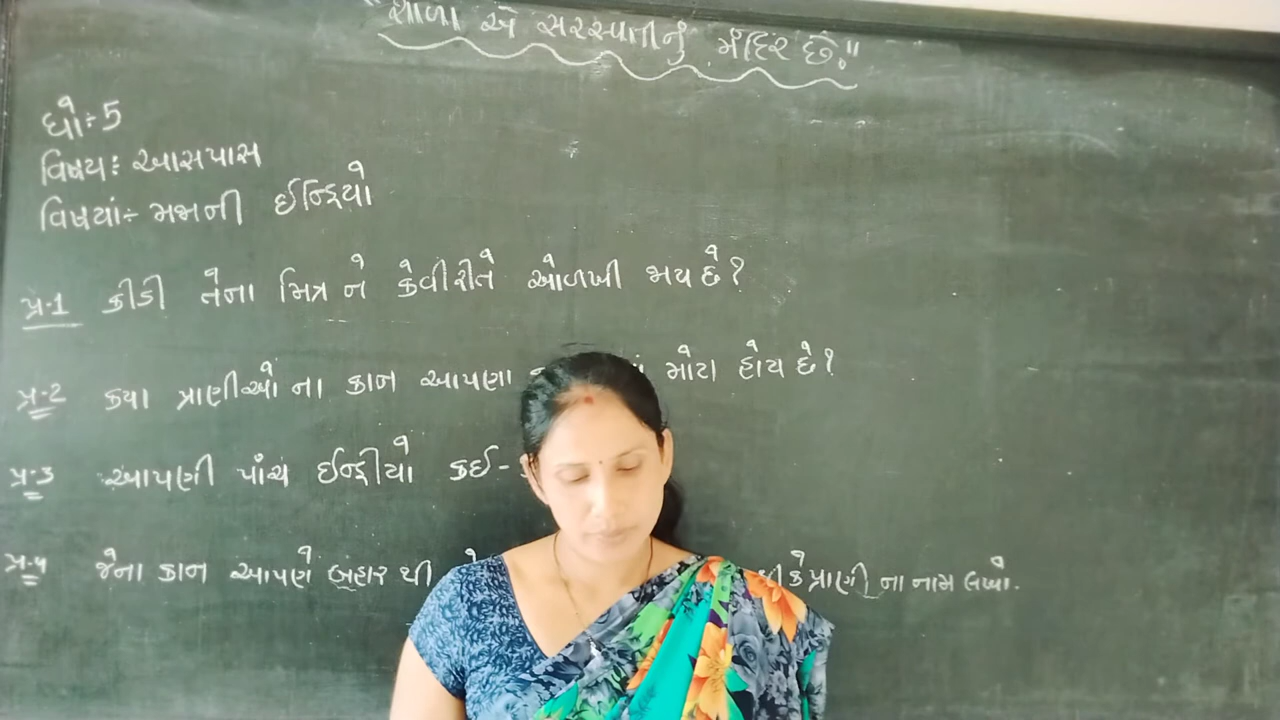 "શાળા એ સરસ્વતીનું મંદિર છે."
ધો÷5
વિષય÷ આસપાસ
વિષયાં÷ મજાની ઈન્દ્રિયો
પ્ર-1 કીડી તેના મિત્ર ને કેવીરીતે ઓળખી જાય છે?
પ્ર-2 કયા પ્રાણીઓ ના કાન આપણા મોટા હોય છે?
પ્ર-3 આપણી પાંચ ઈન્દ્રીયો કઈ-
પ્ર-૫ જેના કાન આપણે બહાર થી પ્રાણી ના નામ લખો.